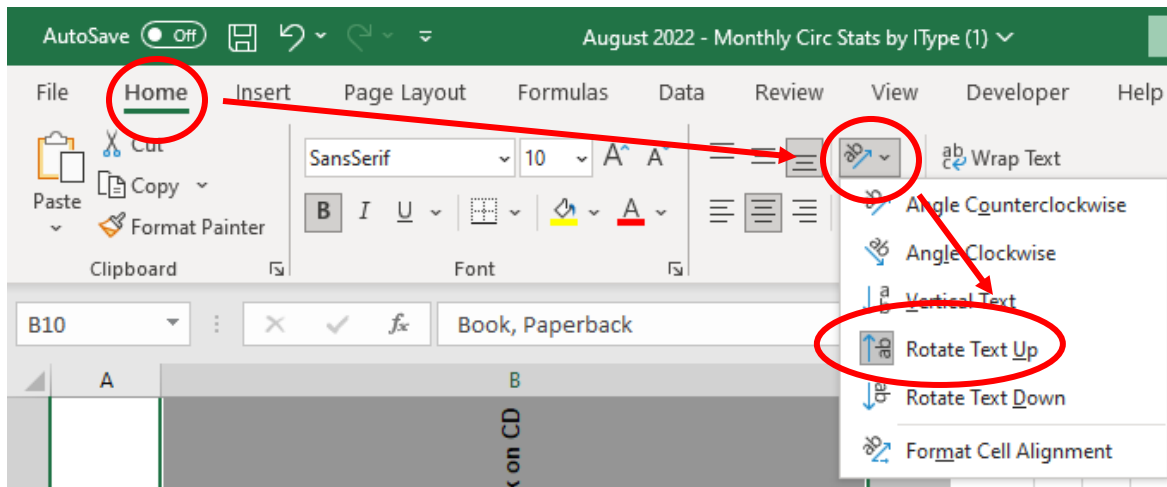 AutoSave Off August 2022 - Monthly Circ Stats by IType (1)
File Home Insert Page Layout Formulas Data Review View Developer Help
Cut
SansSerif 10 A A ab Wrap Text
Paste Copy
B I U A
Format Painter
Clipboard Font
Angle Counterclockwise
Angle Clockwise
Vertical Text
Rotate Text Up
Rotate Text Down
Format Cell Alignment
B10 fx Book, Paperback
A B
on CD